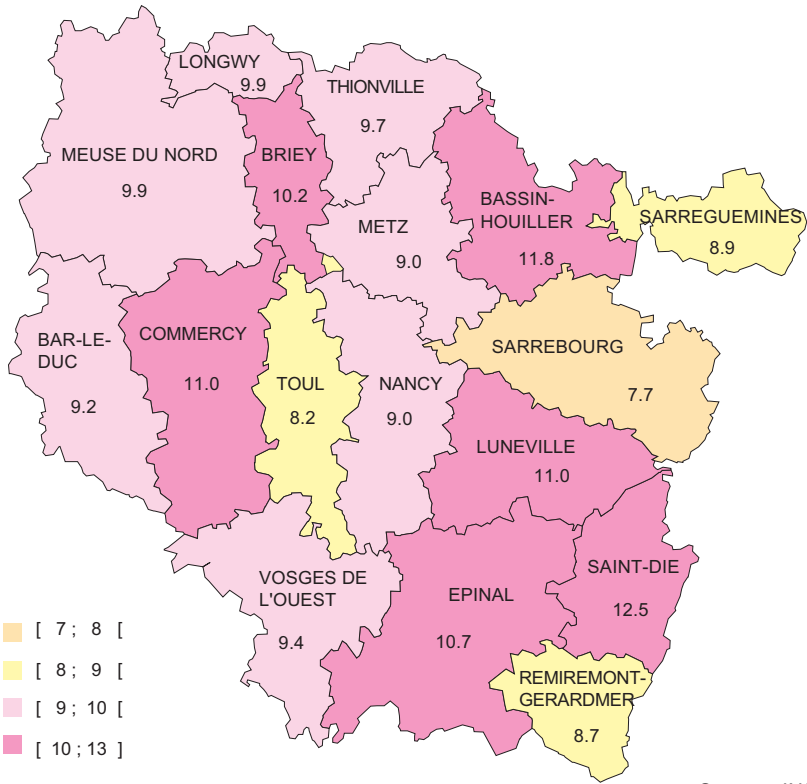 LONGWY
9.9
THIONVILLE
9.7
MEUSE DU NORD
9.9
BRIEY
10.2
BASSIN-
HOUILLER
11.8
METZ
9.0
SARREGUEMINES
8.9
BAR-LE-
DUC
9.2
COMMERCY
11.0
TOUL
8.2
NANCY
9.0
SARREBOURG
7.7
LUNEVILLE
11.0
VOSGES DE
L'OUEST
9.4
EPINAL
10.7
SAINT-DIE
12.5
REMIREMONT-
GERARDMER
8.7
[ 7 ; 8 [
[ 8 ; 9 [
[ 9 ; 10 [
[ 10 ; 13 ]